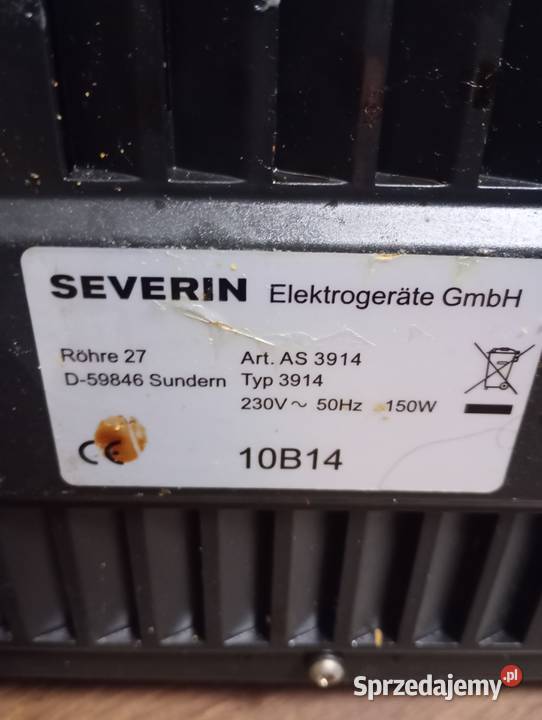 SEVERIN Elektrogeräte GmbH
Röhre 27
D-59846 Sundern
Art. AS 3914
Typ 3914
230V ~ 50Hz 150W
CE
10B14
Sprzedajemy.pl